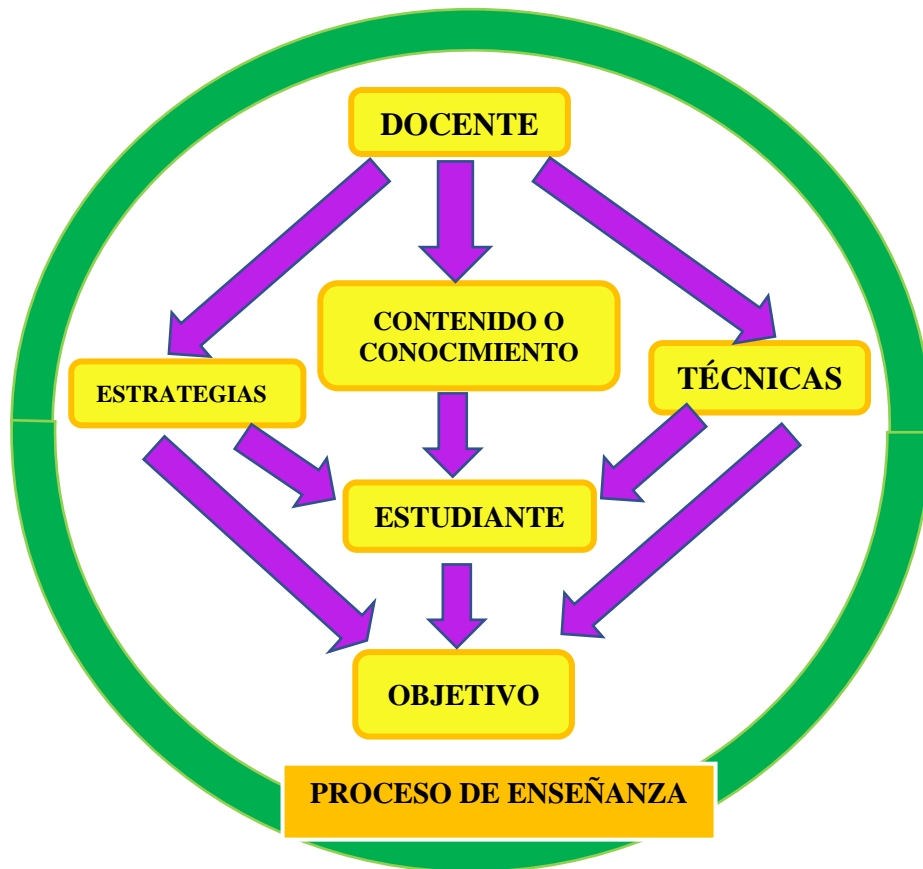 DOCENTE
CONTENIDO O
CONOCIMIENTO
ESTRATEGIAS
TÉCNICAS
ESTUDIANTE
OBJETIVO
PROCESO DE ENSEÑANZA